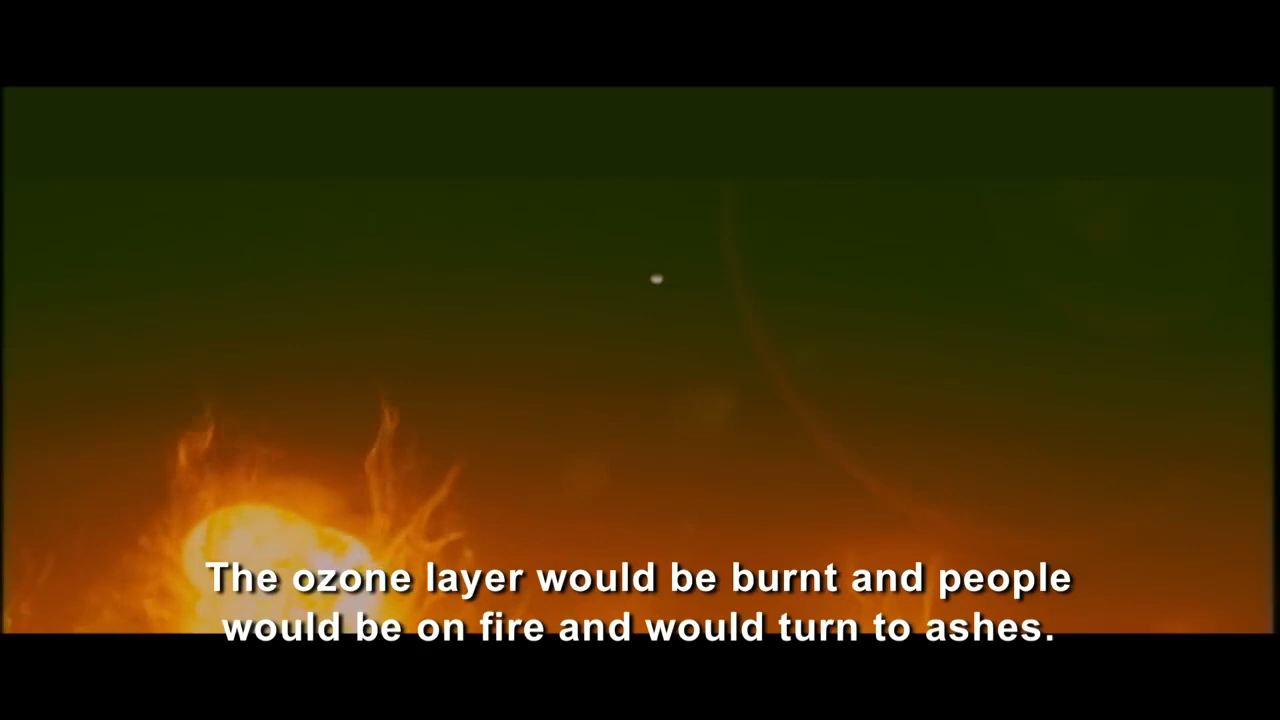 The ozone layer would be burnt and people
would be on fire and would turn to ashes.